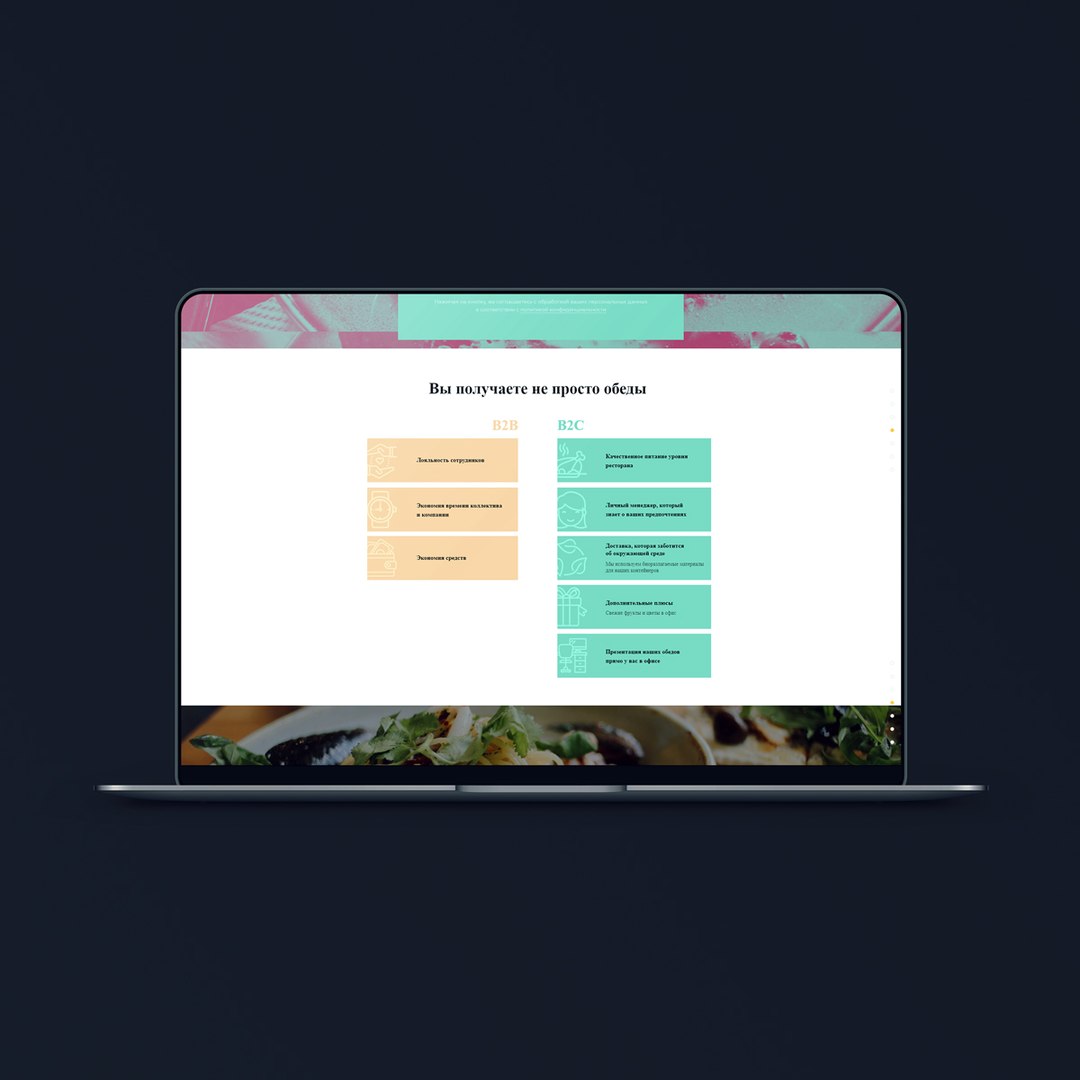 Нажимая на кнопку, вы соглашаетесь с обработкой ваших персональных данных
в соответствии с политикой конфиденциальности
Вы получаете не просто обеды
B2B
Лояльность сотрудников
Экономия времени коллектива
и компании
Экономия средств
B2C
Качественное питание уровня
ресторана
Личный менеджер, который
знает о ваших предпочтениях
Доставка, которая заботится
об окружающей среде
Мы используем биоразлагаемые материалы
для наших контейнеров
Дополнительные плюсы
Свежие фрукты и цветы в офис
Презентация наших обедов
прямо у вас в офисе